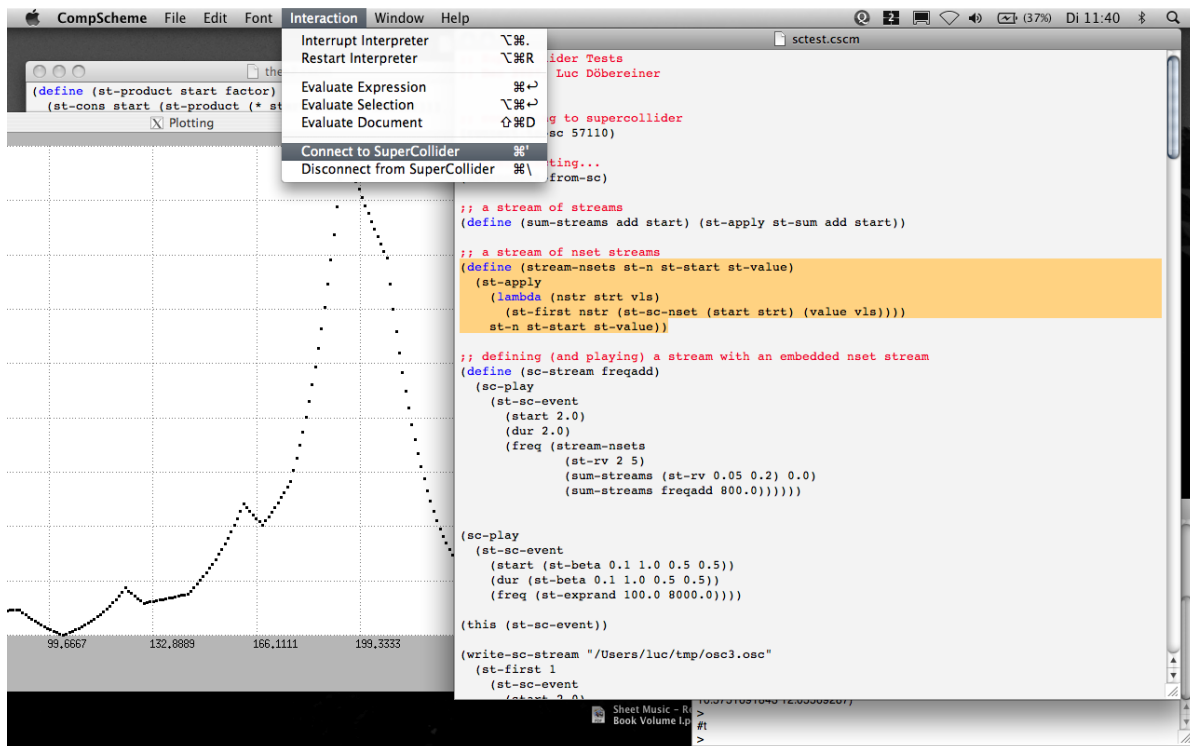 CompScheme File Edit Font Interaction Window Help
2 (37%) Di 11:40
Interrupt Interpreter ⌥⌘.
Restart Interpreter ⌥⌘R
Evaluate Expression ⌘↩
Evaluate Selection ⌥⌘↩
Evaluate Document ⇧⌘D
Connect to SuperCollider ⌘'
Disconnect from SuperCollider ⌘\
the
(define (st-product start factor)
(st-cons start (st-product (* st
X Plotting
99,6667 132,8889 166,1111 199,3333
sctest.cscm
ider Tests
Luc Döbereiner
g to supercollider
sc 57110)
ting...
from-sc)
;; a stream of streams
(define (sum-streams add start) (st-apply st-sum add start))
;; a stream of nset streams
(define (stream-nsets st-n st-start st-value)
(st-apply
(lambda (nstr strt vls)
(st-first nstr (st-sc-nset (start strt) (value vls))))
st-n st-start st-value))
;; defining (and playing) a stream with an embedded nset stream
(define (sc-stream freqadd)
(sc-play
(st-sc-event
(start 2.0)
(dur 2.0)
(freq (stream-nsets
(st-rv 2 5)
(sum-streams (st-rv 0.05 0.2) 0.0)
(sum-streams freqadd 800.0))))))
(sc-play
(st-sc-event
(start (st-beta 0.1 1.0 0.5 0.5))
(dur (st-beta 0.1 1.0 0.5 0.5))
(freq (st-exprand 100.0 8000.0))))
(this (st-sc-event))
(write-sc-stream "/Users/luc/tmp/osc3.osc"
(st-first 1
(st-sc-event
(start 2.0)
Sheet Music - Re
Book Volume I.p
>
#t
>